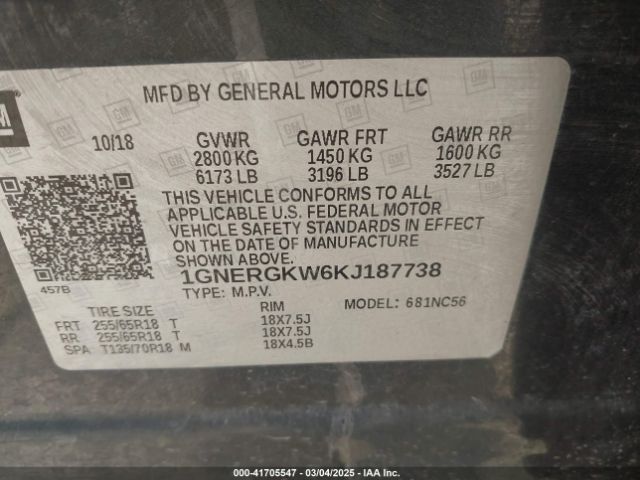 GM
MFD BY GENERAL MOTORS LLC
10/18 GVWR GAWR FRT GAWR RR
2800 KG 1450 KG 1600 KG
6173 LB 3196 LB 3527 LB
THIS VEHICLE CONFORMS TO ALL
APPLICABLE U.S. FEDERAL MOTOR
VEHICLE SAFETY STANDARDS IN EFFECT
ON THE DATE OF MANUFACTURE
SHOWN ABOVE.
457B 1GNERGKW6KJ187738
TYPE: M.P.V. MODEL: 681NC56
TIRE SIZE RIM
FRT 255/65R18 T 18X7.5J
RR 255/65R18 T 18X7.5J
SPA T135/70R18 M 18X4.5B
000-41705547 - 03/04/2025 - IAA Inc.